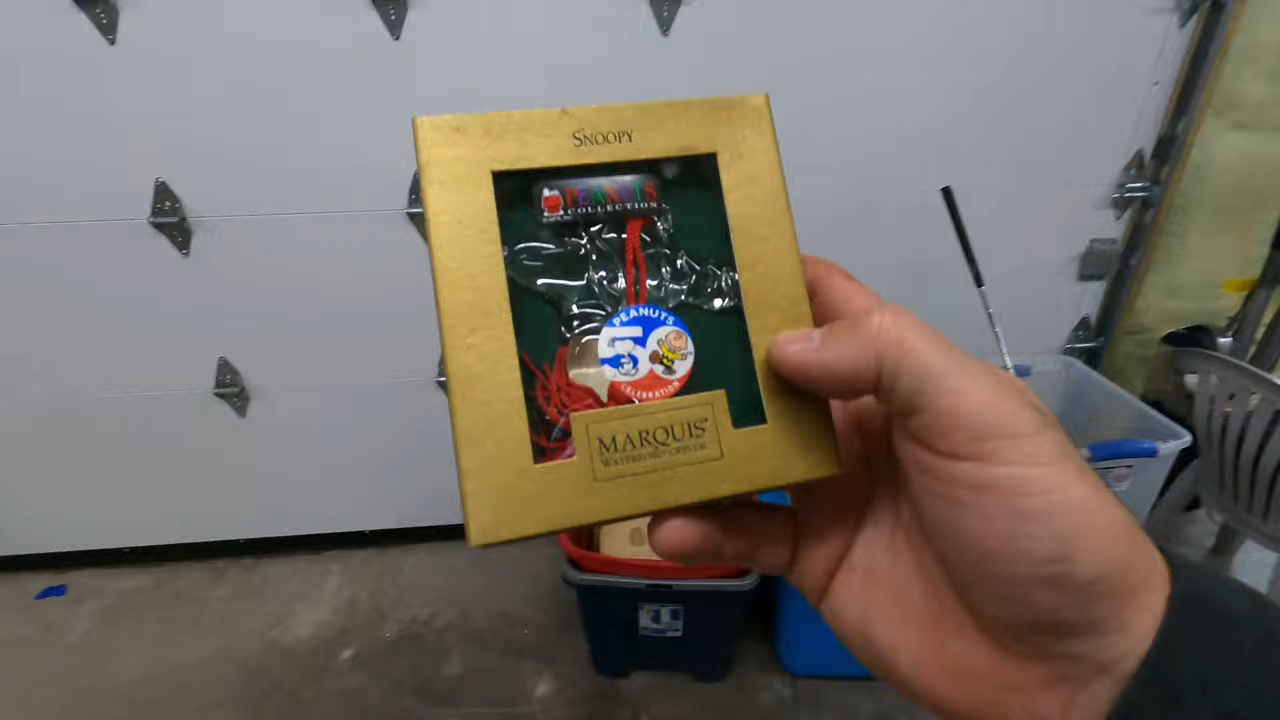 SNOOPY
PEANUTS
COLLECTION
PEANUTS
50
CELEBRATION
MARQUIS®
WATERFORD CRYSTAL